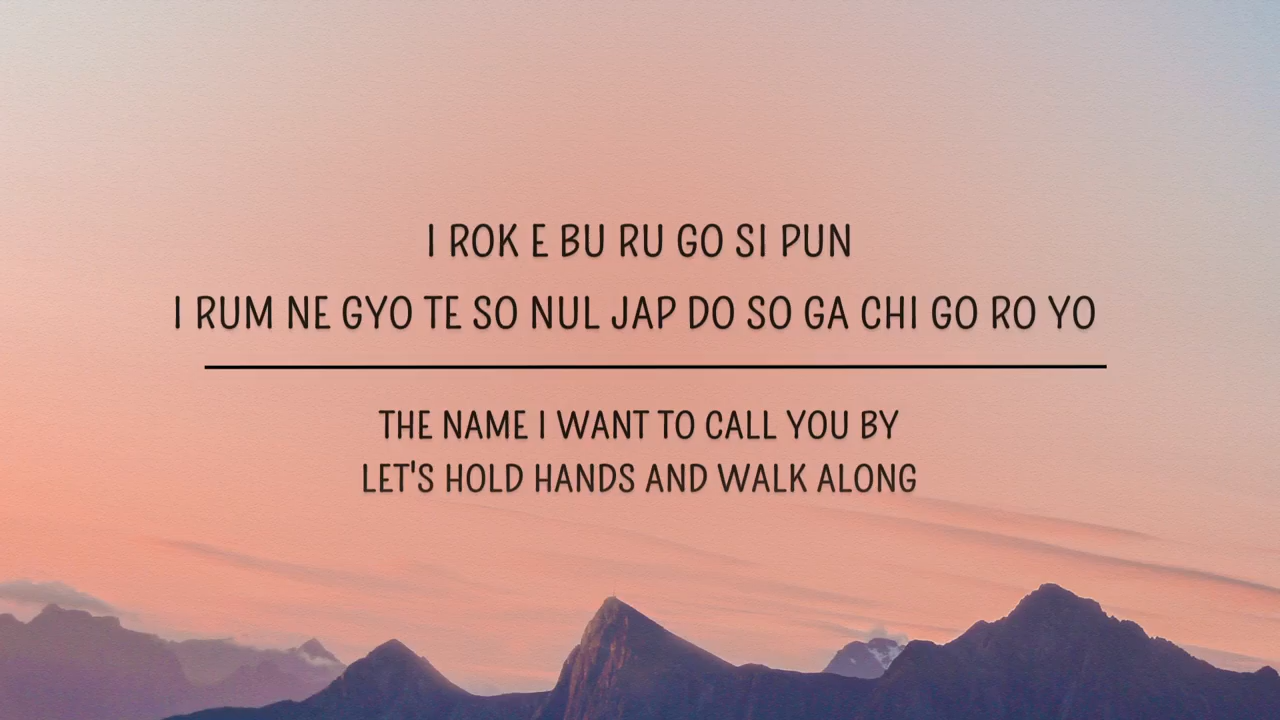 I ROK E BU RU GO SI PUN
I RUM NE GYO TE SO NUL JAP DO SO GA CHI GO RO YO
THE NAME I WANT TO CALL YOU BY
LET'S HOLD HANDS AND WALK ALONG